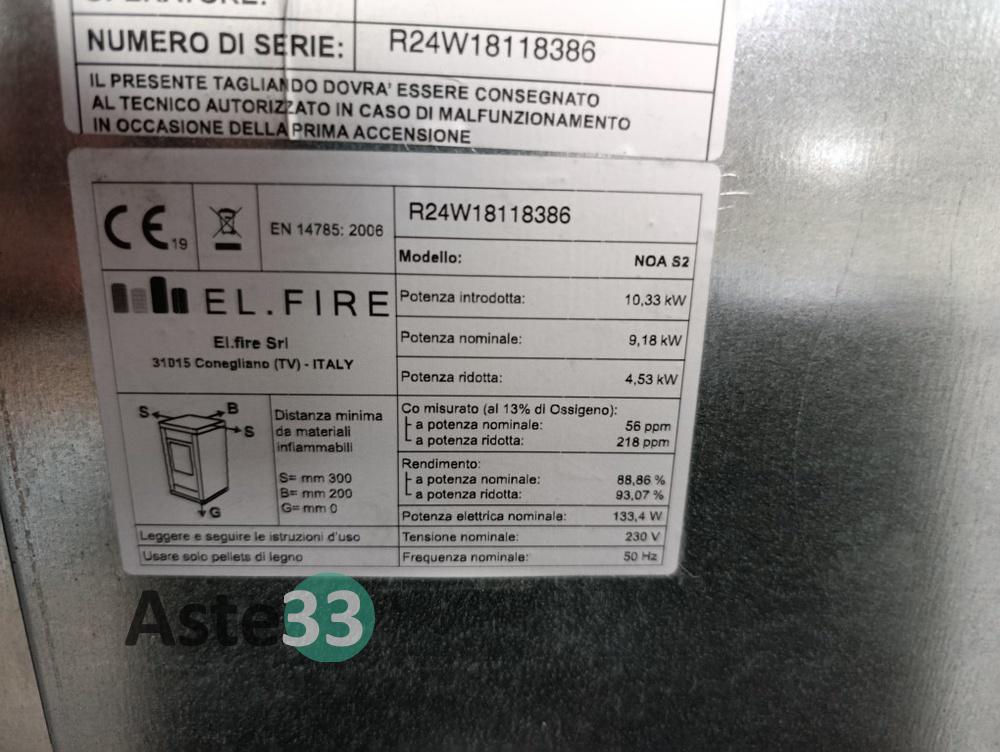 OPERATORE:
NUMERO DI SERIE: R24W18118386
IL PRESENTE TAGLIANDO DOVRA' ESSERE CONSEGNATO
AL TECNICO AUTORIZZATO IN CASO DI MALFUNZIONAMENTO
IN OCCASIONE DELLA PRIMA ACCENSIONE
CE 19
EN 14785: 2006
R24W18118386
Modello: NOA S2
EL.FIRE
El.fire Srl
31015 Conegliano (TV) - ITALY
Potenza introdotta: 10,33 kW
Potenza nominale: 9,18 kW
Potenza ridotta: 4,53 kW
S B S G
Distanza minima
da materiali
infiammabili
S= mm 300
B= mm 200
G= mm 0
Co misurato (al 13% di Ossigeno):
a potenza nominale: 56 ppm
a potenza ridotta: 218 ppm
Rendimento:
a potenza nominale: 88,86 %
a potenza ridotta: 93,07 %
Potenza elettrica nominale: 133,4 W
Leggere e seguire le istruzioni d'uso
Tensione nominale: 230 V
Usare solo pellets di legno
Frequenza nominale: 50 Hz
Aste33